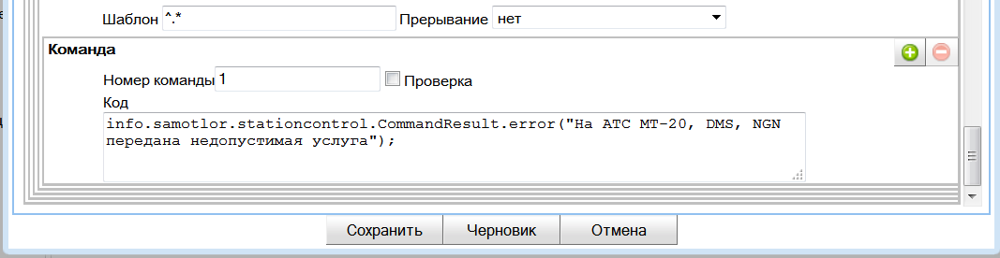 Шаблон ^.* Прерывание нет
Команда
Номер команды 1 Проверка
Код
info.samotlor.stationcontrol.CommandResult.error("На АТС МТ-20, DMS, NGN
передана недопустимая услуга");
Сохранить Черновик Отмена